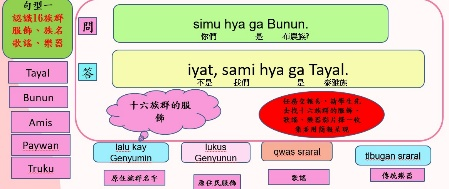 句型一
認識16族群
服飾、族名
歌謠、樂器
問
simu hya ga Bunun.
你們 是 布農族?
答
iyat, sami hya ga Tayal.
不是 我們 是 泰雅族
Tayal
Bunun
Amis
Paywan
Truku
十六族群的服
飾
lalu kay
Genyumin
原住民族群名字
lukus
Genyunun
原住民服飾
qwas sraral
歌謠
tlbugan sraral
傳統樂器